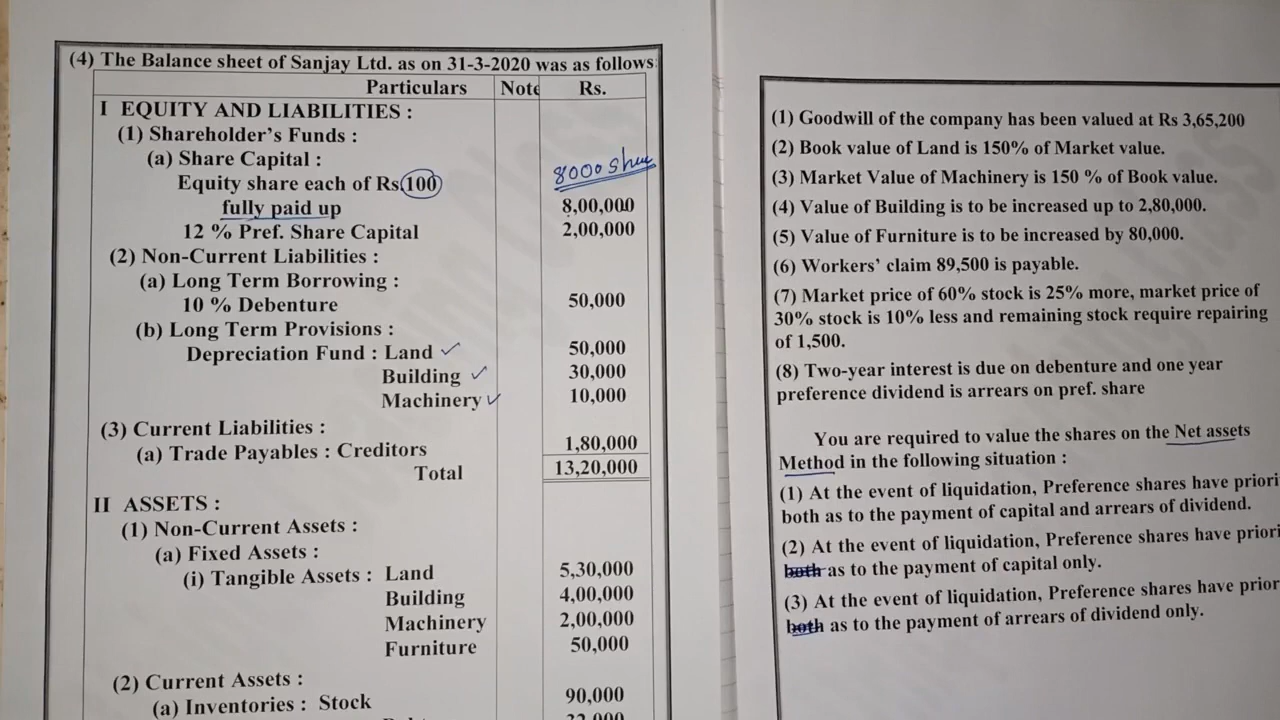 (4) The Balance sheet of Sanjay Ltd. as on 31-3-2020 was as follows:
Particulars Note Rs.
I EQUITY AND LIABILITIES :
(1) Shareholder's Funds :
(a) Share Capital :
8000 Share
Equity share each of Rs.100
fully paid up 8,00,000
12 % Pref. Share Capital 2,00,000
(2) Non-Current Liabilities :
(a) Long Term Borrowing :
10 % Debenture 50,000
(b) Long Term Provisions :
Depreciation Fund : Land ✓ 50,000
Building ✓ 30,000
Machinery ✓ 10,000
(3) Current Liabilities :
(a) Trade Payables : Creditors 1,80,000
Total 13,20,000
II ASSETS :
(1) Non-Current Assets :
(a) Fixed Assets :
(i) Tangible Assets : Land 5,30,000
Building 4,00,000
Machinery 2,00,000
Furniture 50,000
(2) Current Assets :
(a) Inventories : Stock 90,000
(1) Goodwill of the company has been valued at Rs 3,65,200
(2) Book value of Land is 150% of Market value.
(3) Market Value of Machinery is 150 % of Book value.
(4) Value of Building is to be increased up to 2,80,000.
(5) Value of Furniture is to be increased by 80,000.
(6) Workers' claim 89,500 is payable.
(7) Market price of 60% stock is 25% more, market price of
30% stock is 10% less and remaining stock require repairing
of 1,500.
(8) Two-year interest is due on debenture and one year
preference dividend is arrears on pref. share
You are required to value the shares on the Net assets
Method in the following situation :
(1) At the event of liquidation, Preference shares have priori
both as to the payment of capital and arrears of dividend.
(2) At the event of liquidation, Preference shares have priori
both as to the payment of capital only.
(3) At the event of liquidation, Preference shares have prior
both as to the payment of arrears of dividend only.